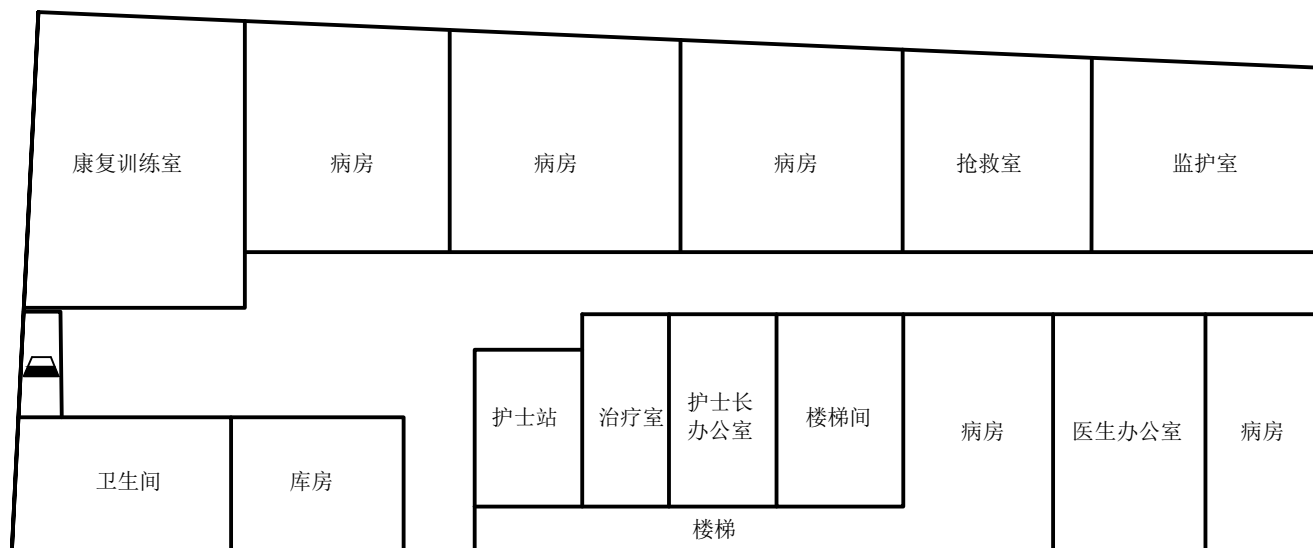 康复训练室
病房
病房
病房
抢救室
监护室
护士站
治疗室
护士长
办公室
楼梯间
病房
医生办公室
病房
卫生间
库房
楼梯